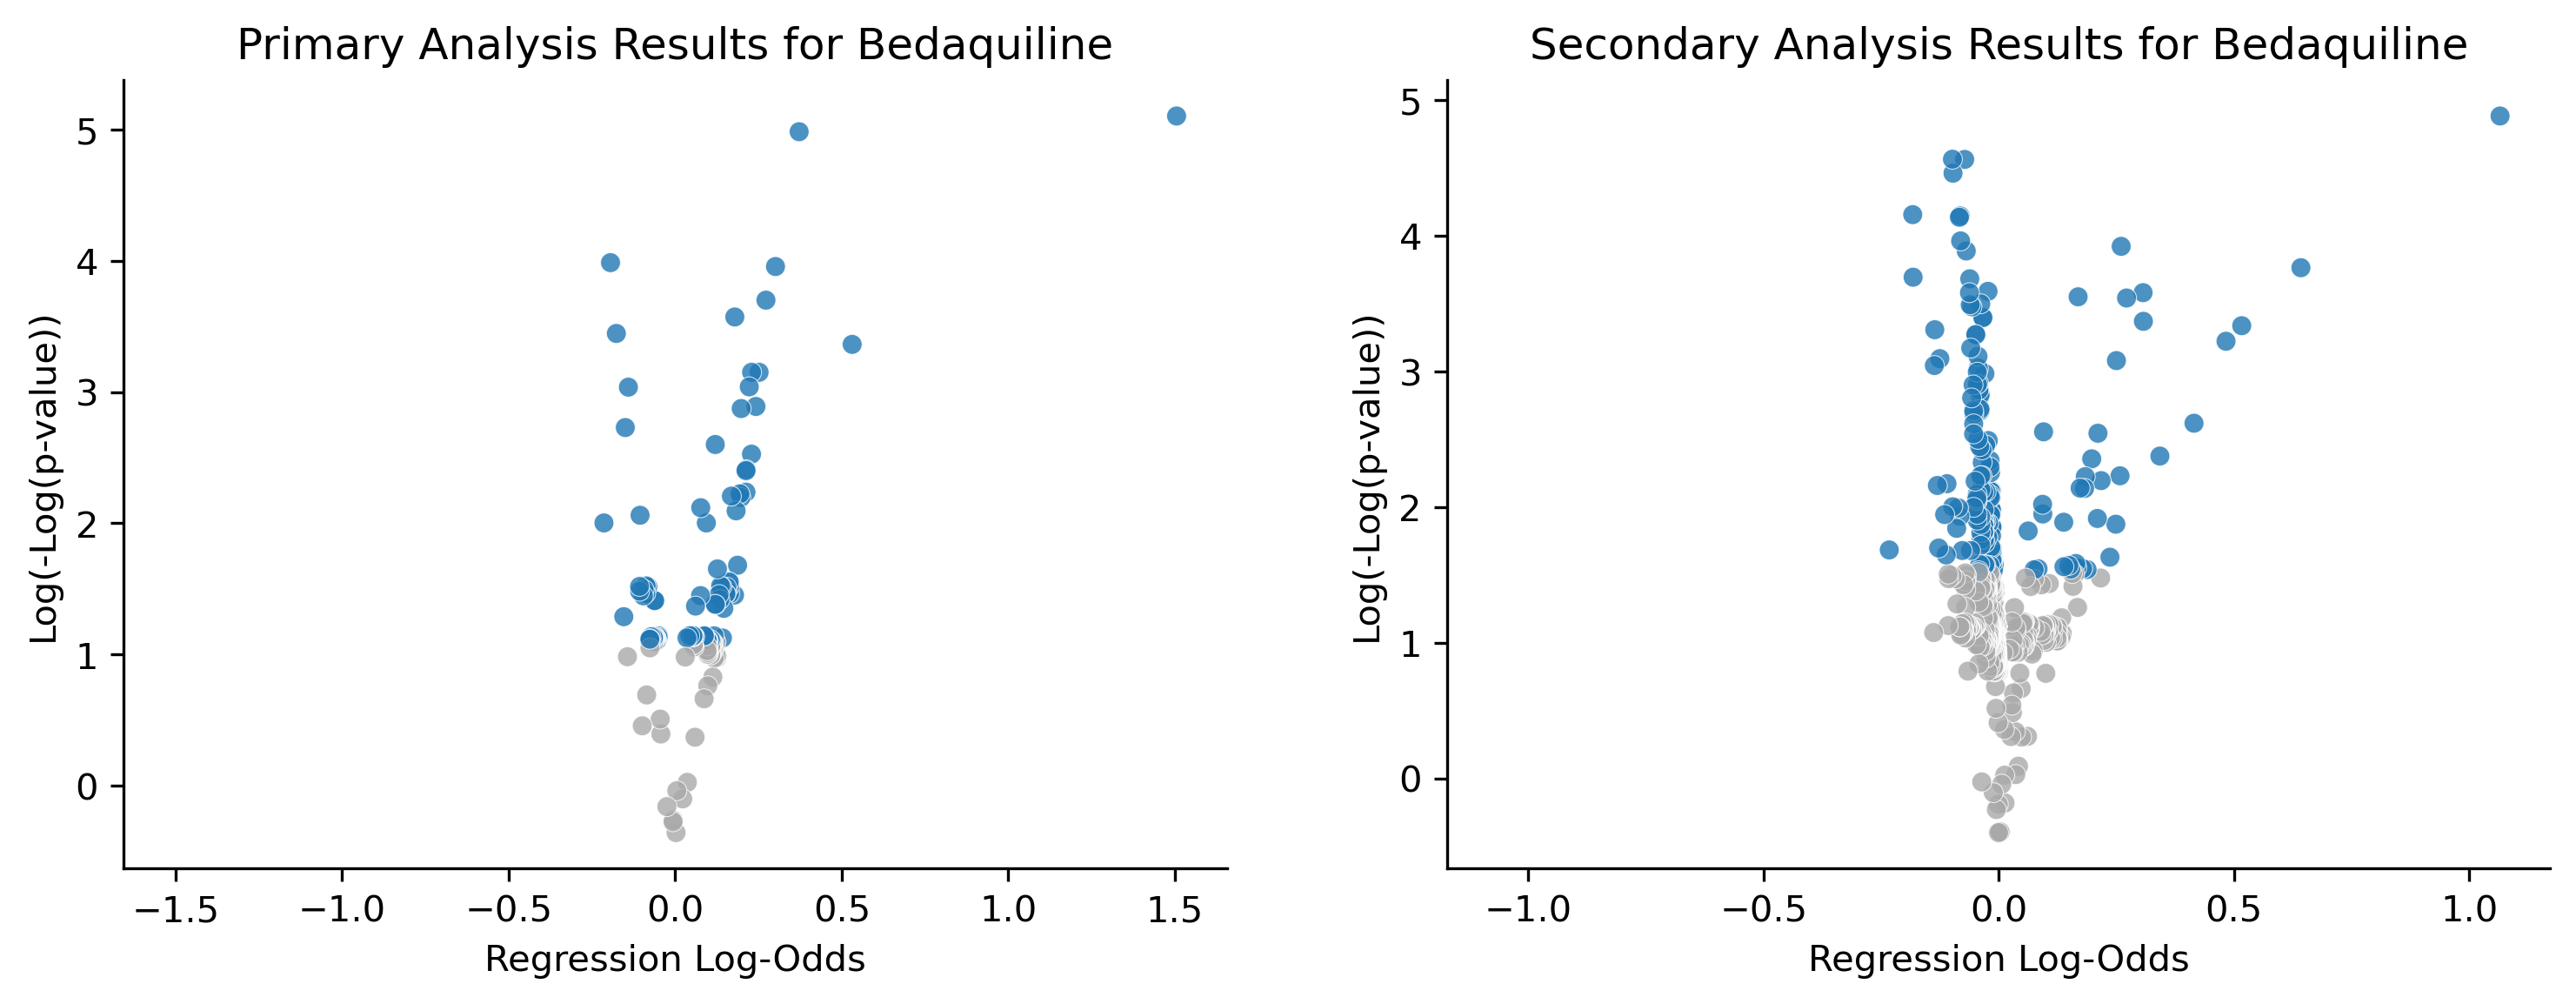 Primary Analysis Results for Bedaquiline
Log(-Log(p-value))
5
4
3
2
1
0
−1.5 −1.0 −0.5 0.0 0.5 1.0 1.5
Regression Log-Odds
Secondary Analysis Results for Bedaquiline
Log(-Log(p-value))
5
4
3
2
1
0
−1.0 −0.5 0.0 0.5 1.0
Regression Log-Odds